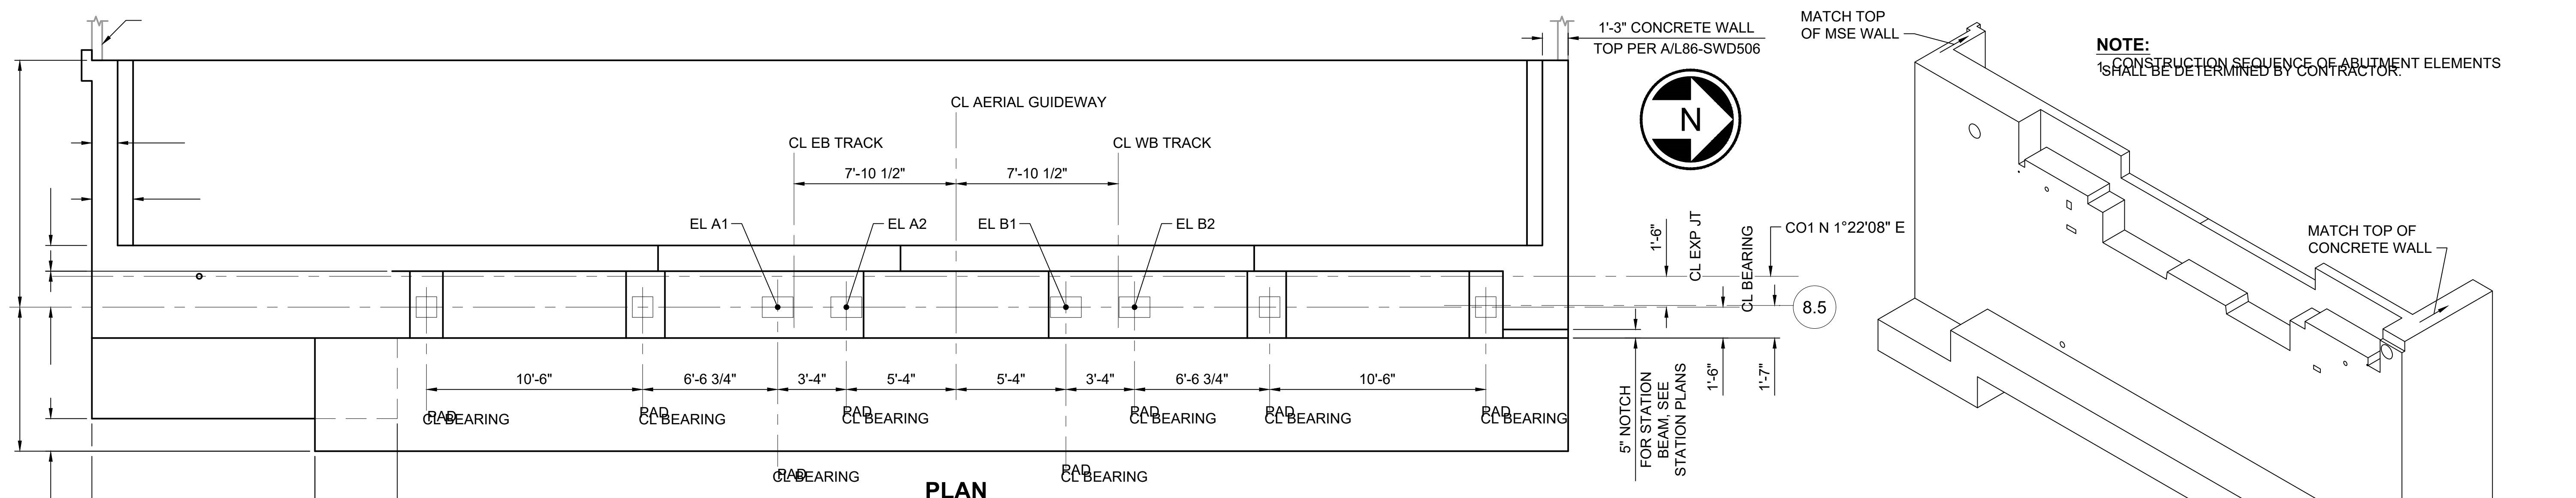 1'-3" CONCRETE WALL
TOP PER A/L86-SWD506
MATCH TOP
OF MSE WALL
NOTE:
1. CONSTRUCTION SEQUENCE OF ABUTMENT ELEMENTS
SHALL BE DETERMINED BY CONTRACTOR.
N
CL AERIAL GUIDEWAY
CL EB TRACK
CL WB TRACK
7'-10 1/2"
7'-10 1/2"
EL A1
EL A2
EL B1
EL B2
1'-6"
CL EXP JT
CL BEARING
CO1 N 1°22'08" E
8.5
MATCH TOP OF
CONCRETE WALL
10'-6"
6'-6 3/4"
3'-4"
5'-4"
5'-4"
3'-4"
6'-6 3/4"
10'-6"
5" NOTCH
FOR STATION
BEAM, SEE
STATION PLANS
1'-6"
1'-7"
PAD
CL BEARING
PAD
CL BEARING
PAD
CL BEARING
PAD
CL BEARING
PAD
CL BEARING
PAD
CL BEARING
PAD
CL BEARING
PAD
CL BEARING
PLAN